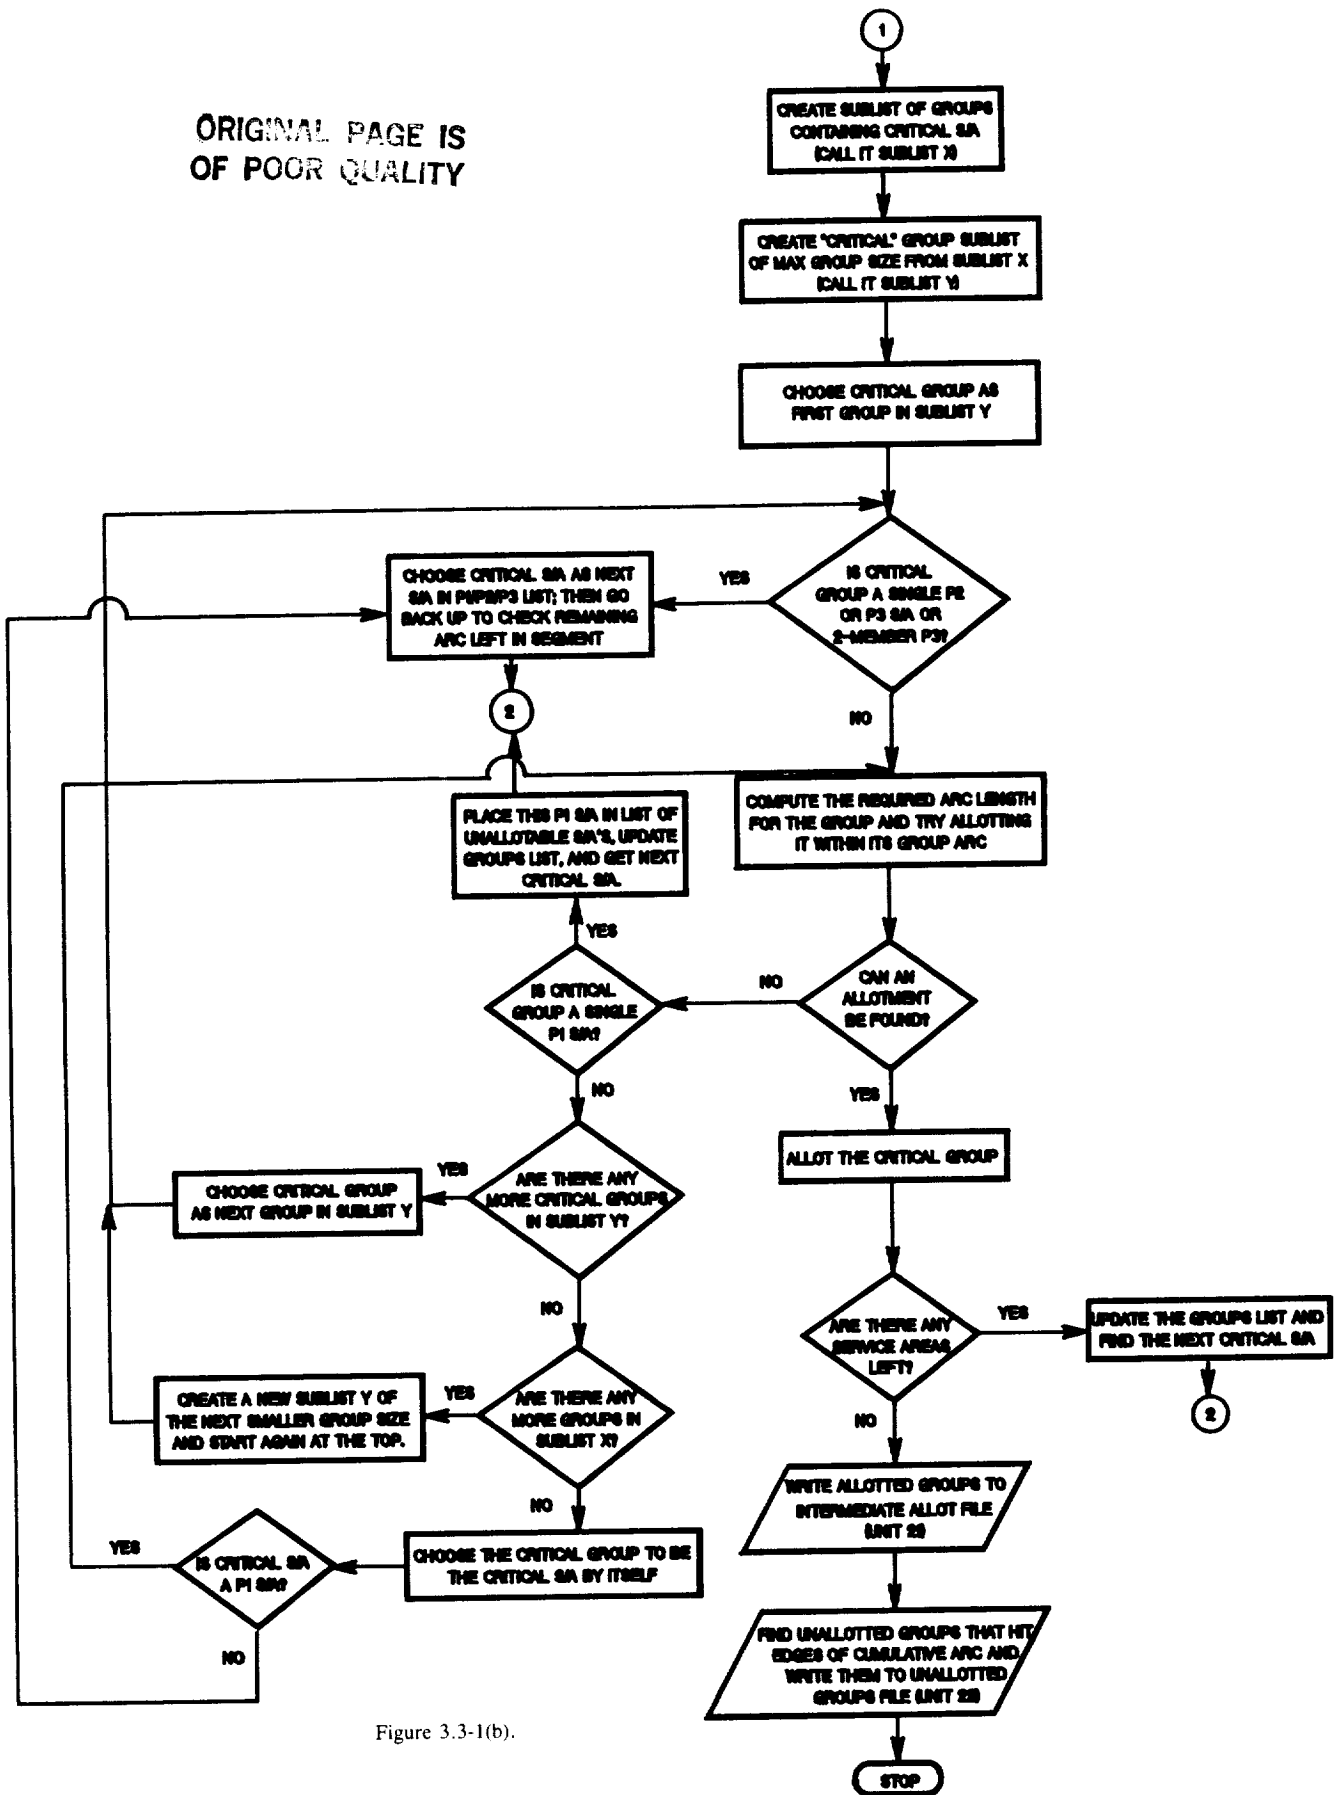 1
ORIGINAL PAGE IS
OF POOR QUALITY
CREATE SUBLIST OF GROUPS
CONTAINING CRITICAL S/A
(CALL IT SUBLIST X)
CREATE "CRITICAL" GROUP SUBLIST
OF MAX GROUP SIZE FROM SUBLIST X
(CALL IT SUBLIST Y)
CHOOSE CRITICAL GROUP AS
FIRST GROUP IN SUBLIST Y
IS CRITICAL
GROUP A SINGLE P2
OR P3 S/A OR
2-MEMBER P3?
YES
CHOOSE CRITICAL S/A AS NEXT
S/A IN P1/P2/P3 LIST; THEN GO
BACK UP TO CHECK REMAINING
ARC LEFT IN SEGMENT
2
NO
COMPUTE THE REQUIRED ARC LENGTH
FOR THE GROUP AND TRY ALLOTTING
IT WITHIN ITS GROUP ARC
PLACE THIS P1 S/A IN LIST OF
UNALLOTABLE S/A'S, UPDATE
GROUPS LIST, AND GET NEXT
CRITICAL S/A.
YES
CAN AN
ALLOTMENT
BE FOUND?
NO
IS CRITICAL
GROUP A SINGLE
P1 S/A?
NO
YES
ALLOT THE CRITICAL GROUP
ARE THERE ANY
MORE CRITICAL GROUPS
IN SUBLIST Y?
YES
CHOOSE CRITICAL GROUP
AS NEXT GROUP IN SUBLIST Y
NO
ARE THERE ANY
SERVICE AREAS
LEFT?
YES
UPDATE THE GROUPS LIST AND
FIND THE NEXT CRITICAL S/A
2
ARE THERE ANY
MORE GROUPS IN
SUBLIST X?
YES
CREATE A NEW SUBLIST Y OF
THE NEXT SMALLER GROUP SIZE
AND START AGAIN AT THE TOP.
NO
NO
WRITE ALLOTTED GROUPS TO
INTERMEDIATE ALLOT FILE
(UNIT 21)
CHOOSE THE CRITICAL GROUP TO BE
THE CRITICAL S/A BY ITSELF
IS CRITICAL S/A
A P1 S/A?
YES
NO
FIND UNALLOTTED GROUPS THAT HIT
EDGES OF CUMULATIVE ARC AND
WRITE THEM TO UNALLOTTED
GROUPS FILE (UNIT 22)
STOP
Figure 3.3-1(b).